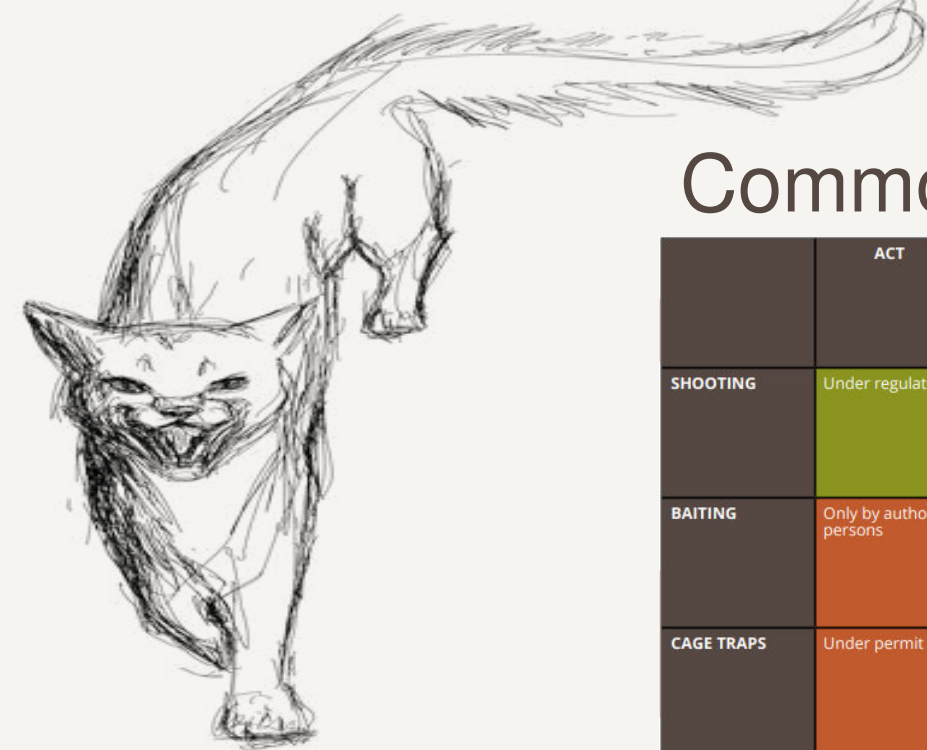 Commo
ACT
SHOOTING
Under regulat
BAITING
Only by autho
persons
CAGE TRAPS
Under permit